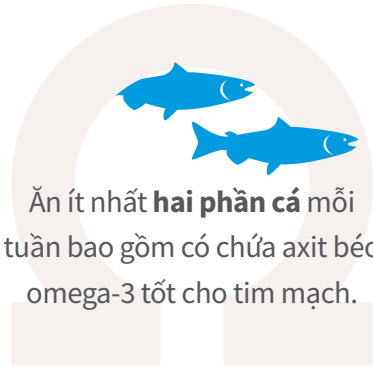 Ăn ít nhất hai phần cá mỗi
tuần bao gồm có chứa axit béo
omega-3 tốt cho tim mạch.